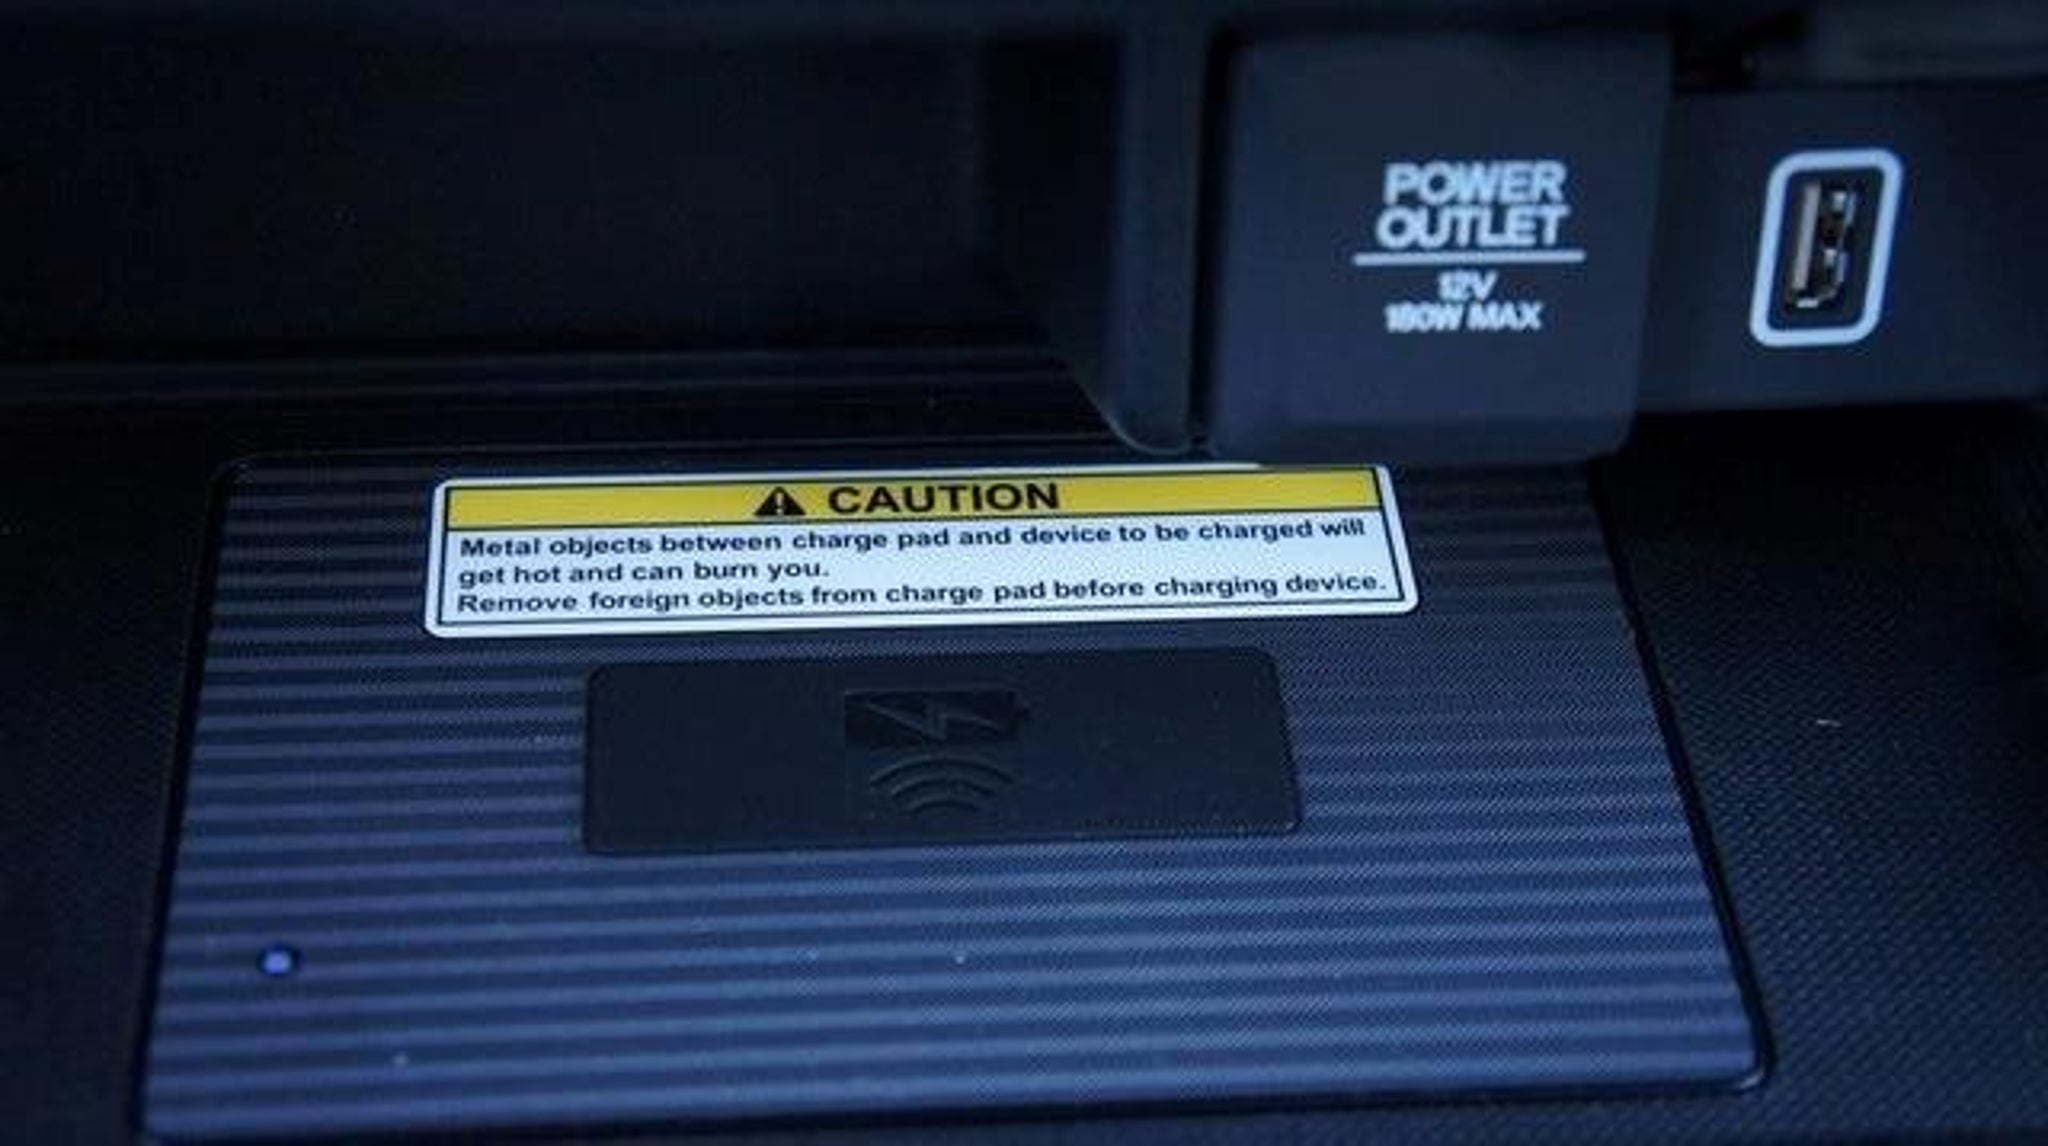 POWER
OUTLET
12V
180W MAX
CAUTION
Metal objects between charge pad and device to be charged will
get hot and can burn you.
Remove foreign objects from charge pad before charging device.